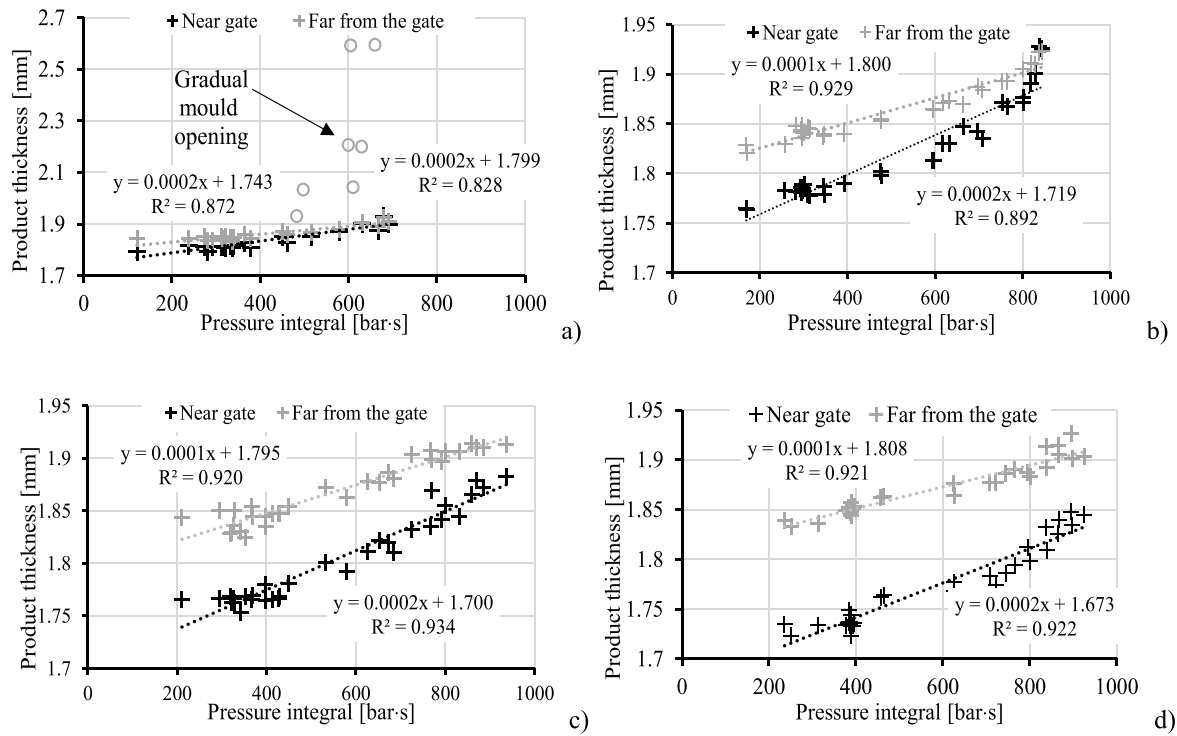 Near gate
Far from the gate
Product thickness [mm]
2.7
2.5
2.3
2.1
1.9
1.7
Gradual
mould
opening
y = 0.0002x + 1.743
R² = 0.872
y = 0.0002x + 1.799
R² = 0.828
0 200 400 600 800 1000
Pressure integral [bar·s]
a)
Near gate
Far from the gate
Product thickness [mm]
1.95
1.9
1.85
1.8
1.75
1.7
y = 0.0001x + 1.800
R² = 0.929
y = 0.0002x + 1.719
R² = 0.892
0 200 400 600 800 1000
Pressure integral [bar·s]
b)
Near gate
Far from the gate
Product thickness [mm]
1.95
1.9
1.85
1.8
1.75
1.7
y = 0.0001x + 1.795
R² = 0.920
y = 0.0002x + 1.700
R² = 0.934
0 200 400 600 800 1000
Pressure integral [bar·s]
c)
Near gate
Far from the gate
Product thickness [mm]
1.95
1.9
1.85
1.8
1.75
1.7
y = 0.0001x + 1.808
R² = 0.921
y = 0.0002x + 1.673
R² = 0.922
0 200 400 600 800 1000
Pressure integral [bar·s]
d)